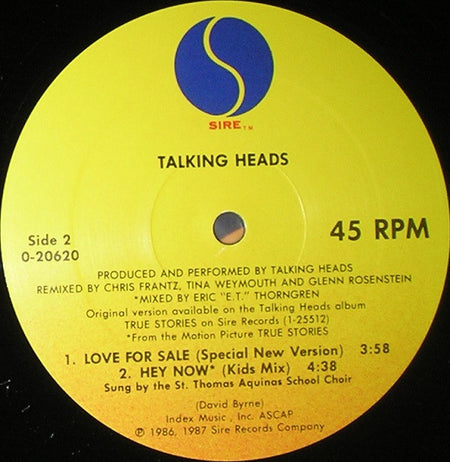 SIRE™
TALKING HEADS
Side 2
0-20620
45 RPM
PRODUCED AND PERFORMED BY TALKING HEADS
REMIXED BY CHRIS FRANTZ, TINA WEYMOUTH AND GLENN ROSENSTEIN
*MIXED BY ERIC "E.T." THORNGREN
Original version available on the Talking Heads album
TRUE STORIES on Sire Records (1-25512)
*From the Motion Picture TRUE STORIES
1. LOVE FOR SALE (Special New Version) 3:58
2. HEY NOW* (Kids Mix) 4:38
Sung by the St. Thomas Aquinas School Choir
(David Byrne)
Index Music, Inc. ASCAP
℗ 1986, 1987 Sire Records Company